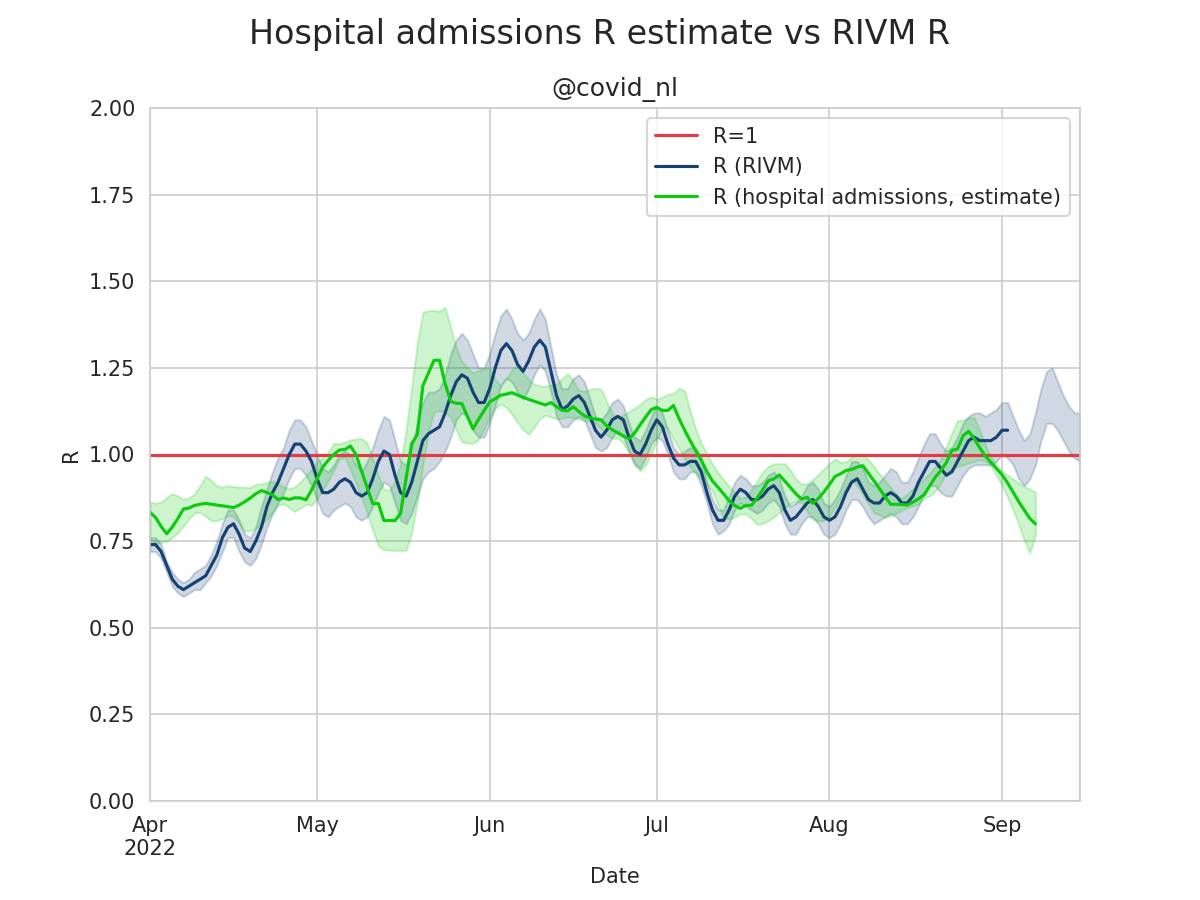 Hospital admissions R estimate vs RIVM R
@covid_nl
R=1
R (RIVM)
R (hospital admissions, estimate)
2.00
1.75
1.50
1.25
1.00
0.75
0.50
0.25
0.00
R
Apr May Jun Jul Aug Sep
2022
Date